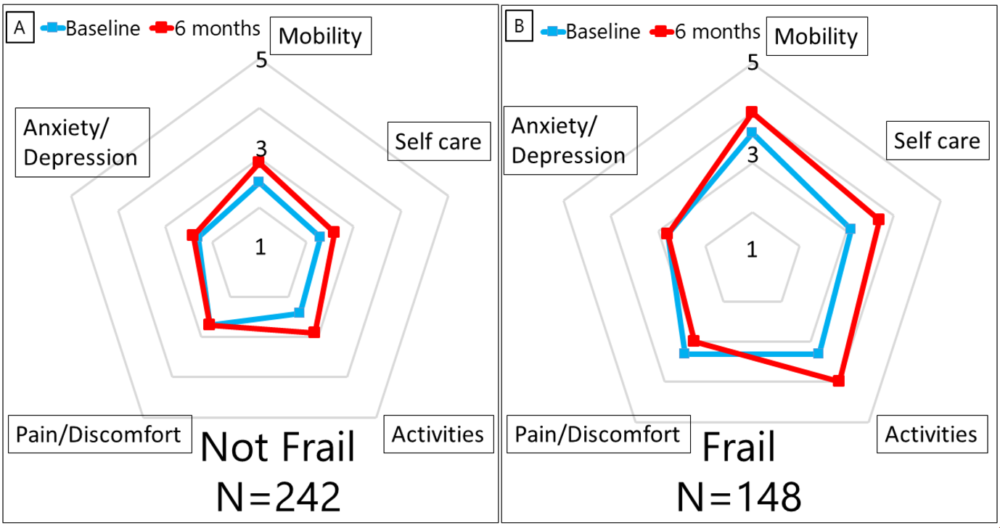 A
Baseline
6 months
Mobility
5
Anxiety/
Depression
Self care
3
1
Pain/Discomfort
Activities
Not Frail
N=242
B
Baseline
6 months
Mobility
5
Anxiety/
Depression
Self care
3
1
Pain/Discomfort
Activities
Frail
N=148